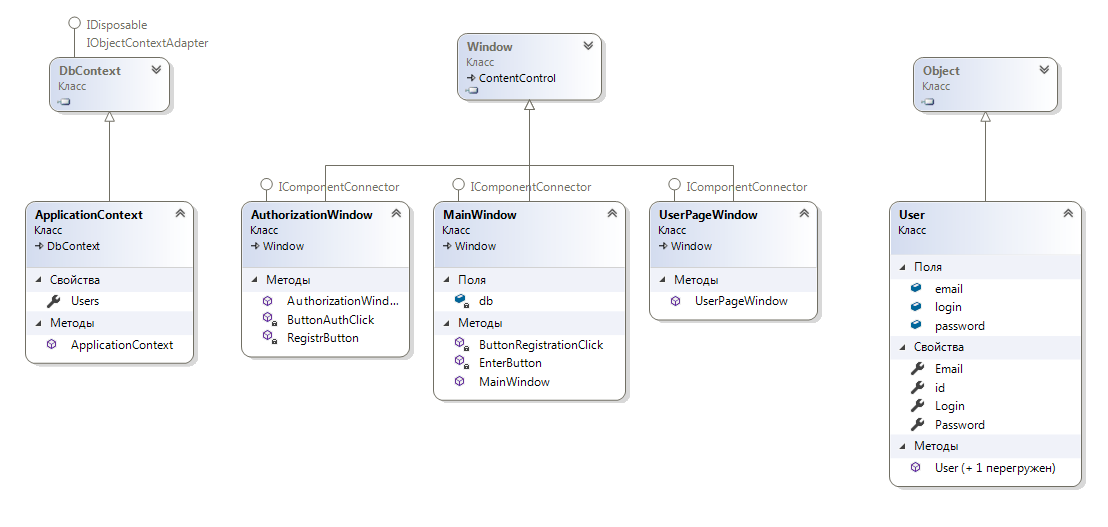 IDisposable
IObjectContextAdapter
DbContext
Класс
Window
Класс
ContentControl
Object
Класс
ApplicationContext
Класс
DbContext
Свойства
Users
Методы
ApplicationContext
IComponentConnector
AuthorizationWindow
Класс
Window
Методы
AuthorizationWind...
ButtonAuthClick
RegistrButton
IComponentConnector
MainWindow
Класс
Window
Поля
db
Методы
ButtonRegistrationClick
EnterButton
MainWindow
IComponentConnector
UserPageWindow
Класс
Window
Методы
UserPageWindow
User
Класс
Поля
email
login
password
Свойства
Email
id
Login
Password
Методы
User (+ 1 перегружен)